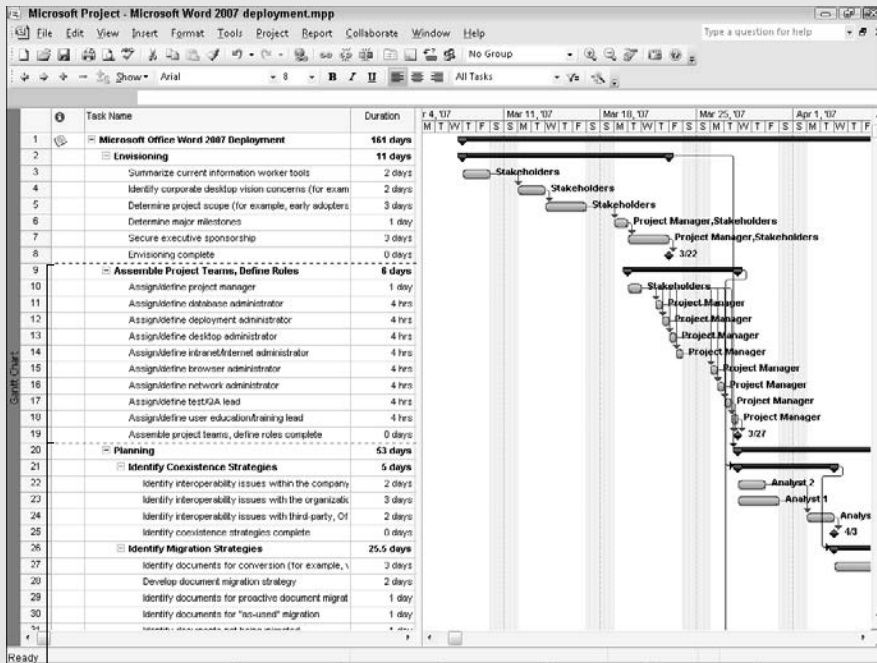 Microsoft Project - Microsoft Word 2007 deployment.mpp
File Edit View Insert Format Tools Project Report Collaborate Window Help
Type a question for help
No Group
Show Arial 8 B I U All Tasks
Task Name Duration
r 4, '07 Mar 11, '07 Mar 18, '07 Mar 25, '07 Apr 1, '07
M T W T F S S M T W T F S S M T W T F S S M T W T F S S M T W T F
1 Microsoft Office Word 2007 Deployment 161 days
2 Envisioning 11 days
3 Summarize current information worker tools 2 days Stakeholders
4 Identify corporate desktop vision concerns (for exam 2 days Stakeholders
5 Determine project scope (for example, early adopters 3 days Stakeholders
6 Determine major milestones 1 day Project Manager,Stakeholders
7 Secure executive sponsorship 3 days Project Manager,Stakeholders
8 Envisioning complete 0 days 3/22
9 Assemble Project Teams, Define Roles 6 days
10 Assign/define project manager 1 day Stakeholders
11 Assign/define database administrator 4 hrs Project Manager
12 Assign/define deployment administrator 4 hrs Project Manager
13 Assign/define desktop administrator 4 hrs Project Manager
14 Assign/define intranet/Internet administrator 4 hrs Project Manager
15 Assign/define browser administrator 4 hrs Project Manager
16 Assign/define network administrator 4 hrs Project Manager
17 Assign/define test/QA lead 4 hrs Project Manager
18 Assign/define user education/training lead 4 hrs Project Manager
19 Assemble project teams, define roles complete 0 days 3/27
20 Planning 53 days
21 Identify Coexistence Strategies 5 days
22 Identify interoperability issues within the company 2 days Analyst 2
23 Identify interoperability issues with the organizatic 3 days Analyst 1
24 Identify interoperability issues with third-party, Of 2 days Analys
25 Identify coexistence strategies complete 0 days 4/3
26 Identify Migration Strategies 25.5 days
27 Identify documents for conversion (for example, v 3 days
28 Develop document migration strategy 2 days
29 Identify documents for proactive document migrat 1 day
30 Identify documents for "as-used" migration 1 day
Gantt Chart
Ready